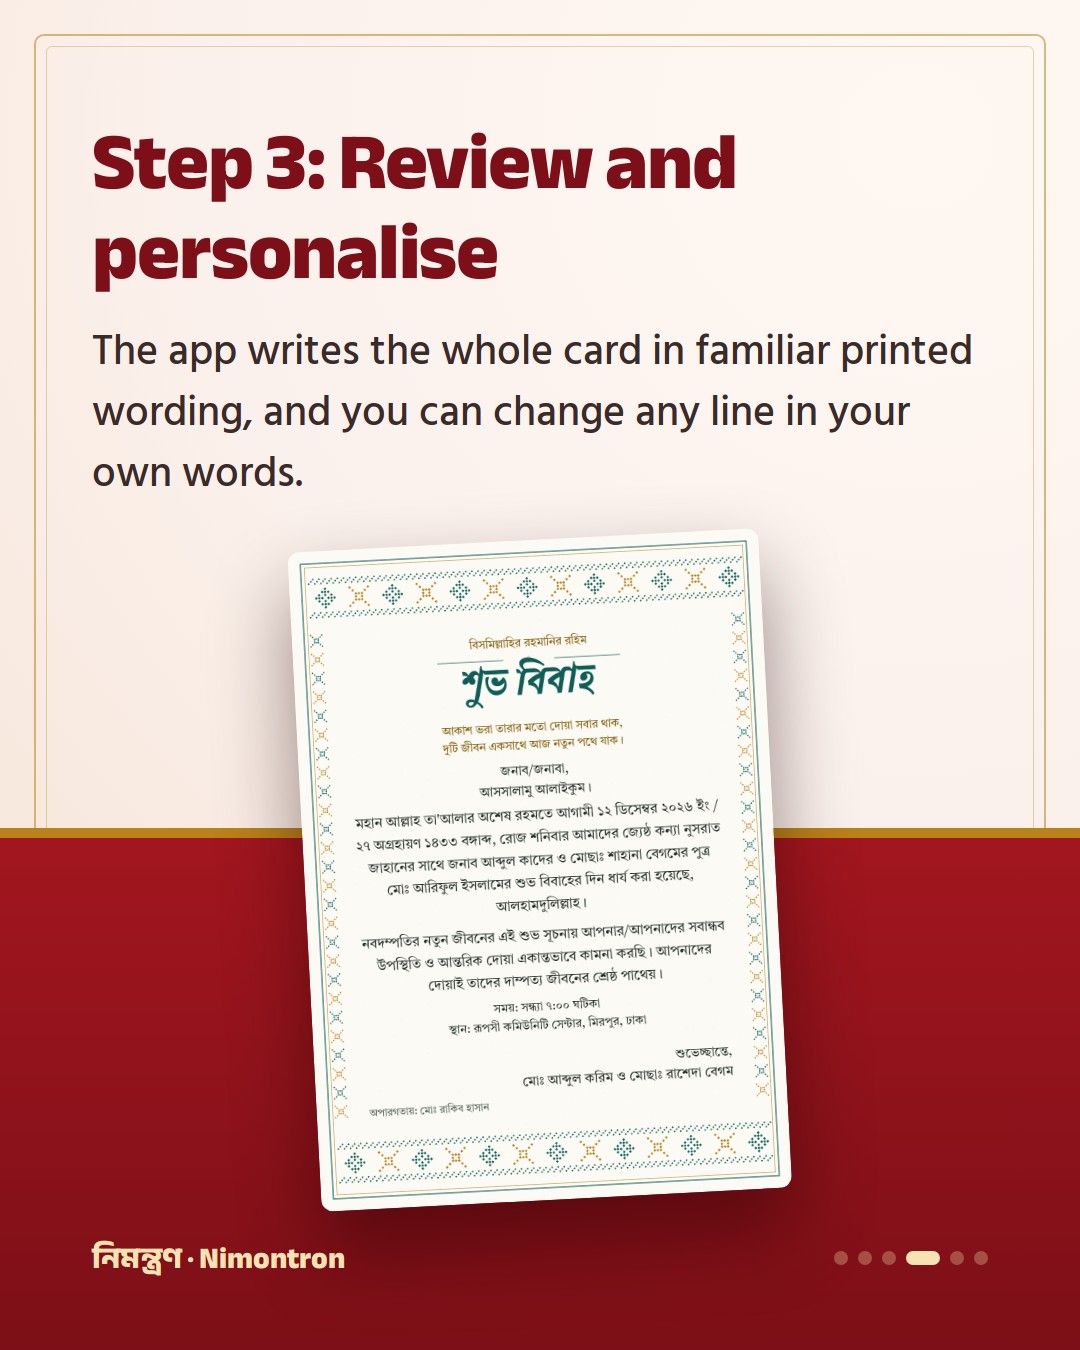 Step 3: Review and
personalise
The app writes the whole card in familiar printed
wording, and you can change any line in your
own words.
বিসমিল্লাহির রহমানির রহিম
শুভ বিবাহ
আকাশ ভরা তারার মতো দোয়া সবার থাক,
দুটি জীবন একসাথে আজ নতুন পথে যাক।
জনাব/জনাবা,
আসসালামু আলাইকুম।
মহান আল্লাহ তা'আলার অশেষ রহমতে আগামী ১২ ডিসেম্বর ২০২৬ ইং /
২৭ অগ্রহায়ণ ১৪৩৩ বঙ্গাব্দ, রোজ শনিবার আমাদের জ্যেষ্ঠ কন্যা নুসরাত
জাহানের সাথে জনাব আব্দুল কাদের ও মোছাঃ শাহানা বেগমের পুত্র
মোঃ আরিফুল ইসলামের শুভ বিবাহের দিন ধার্য করা হয়েছে,
আলহামদুলিল্লাহ।
নবদম্পতির নতুন জীবনের এই শুভ সূচনায় আপনার/আপনাদের সবান্ধব
উপস্থিতি ও আন্তরিক দোয়া একান্তভাবে কামনা করছি। আপনাদের
দোয়াই তাদের দাম্পত্য জীবনের শ্রেষ্ঠ পাথেয়।
সময়: সন্ধ্যা ৭:০০ ঘটিকা
স্থান: রূপসী কমিউনিটি সেন্টার, মিরপুর, ঢাকা
শুভেচ্ছান্তে,
মোঃ আব্দুল করিম ও মোছাঃ রাশেদা বেগম
অপারগতায়: মোঃ রাকিব হাসান
নিমন্ত্রণ · Nimontron